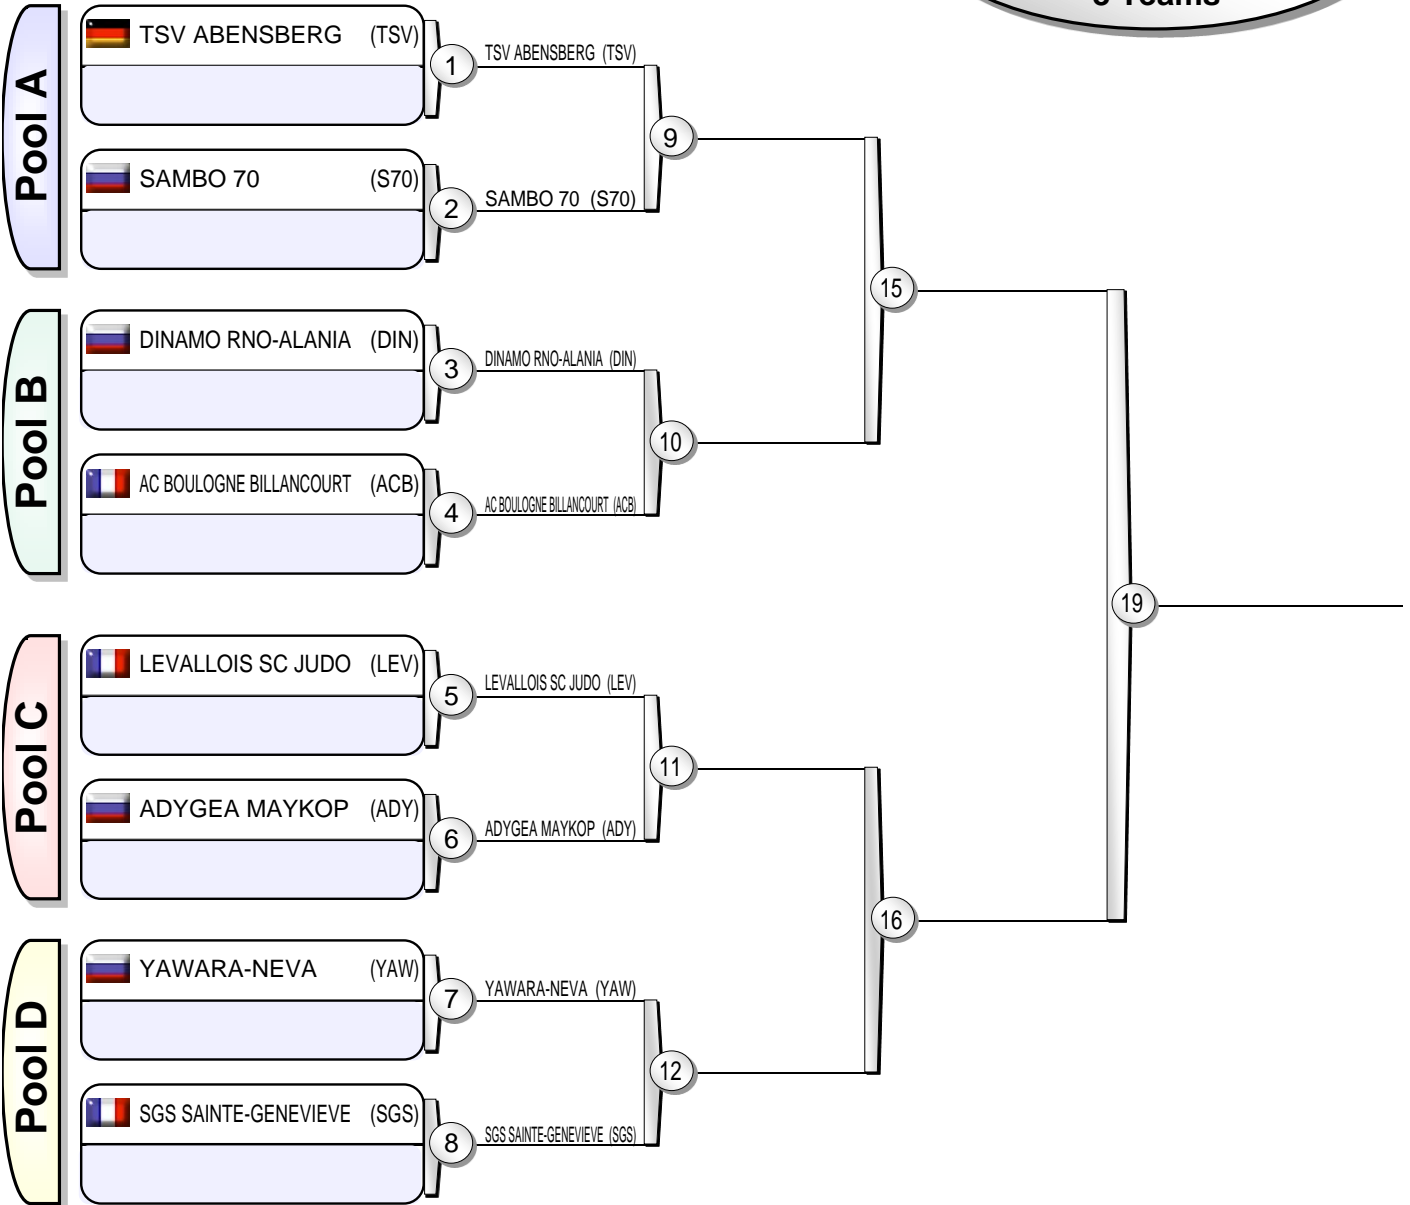 Teams
Pool A
TSV ABENSBERG (TSV)
1
TSV ABENSBERG (TSV)
9
SAMBO 70 (S70)
2
SAMBO 70 (S70)
15
Pool B
DINAMO RNO-ALANIA (DIN)
3
DINAMO RNO-ALANIA (DIN)
10
AC BOULOGNE BILLANCOURT (ACB)
4
AC BOULOGNE BILLANCOURT (ACB)
19
Pool C
LEVALLOIS SC JUDO (LEV)
5
LEVALLOIS SC JUDO (LEV)
11
ADYGEA MAYKOP (ADY)
6
ADYGEA MAYKOP (ADY)
16
Pool D
YAWARA-NEVA (YAW)
7
YAWARA-NEVA (YAW)
12
SGS SAINTE-GENEVIEVE (SGS)
8
SGS SAINTE-GENEVIEVE (SGS)